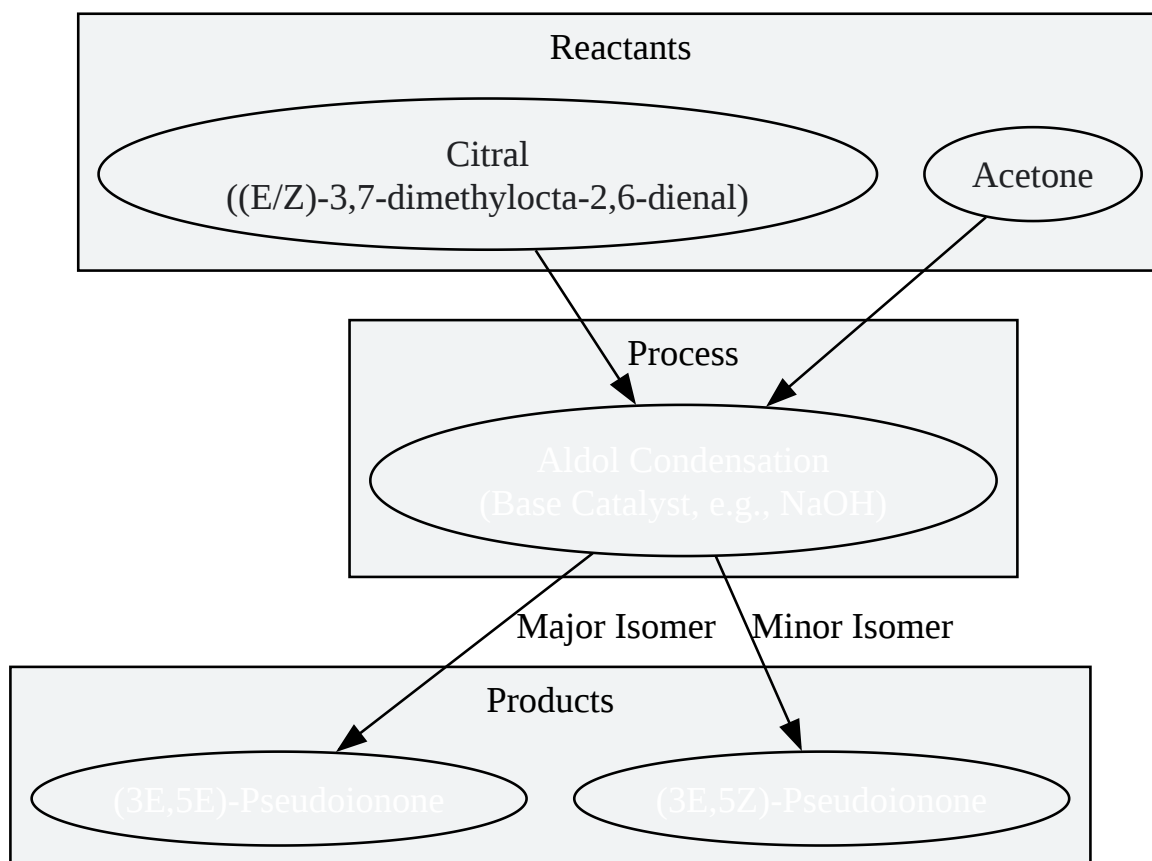 Reactants
Citral
((E/Z)-3,7-dimethylocta-2,6-dienal)
Acetone
Process
Aldol Condensation
(Base Catalyst, e.g., NaOH)
Major Isomer
Minor Isomer
Products
(3E,5E)-Pseudoionone
(3E,5Z)-Pseudoionone